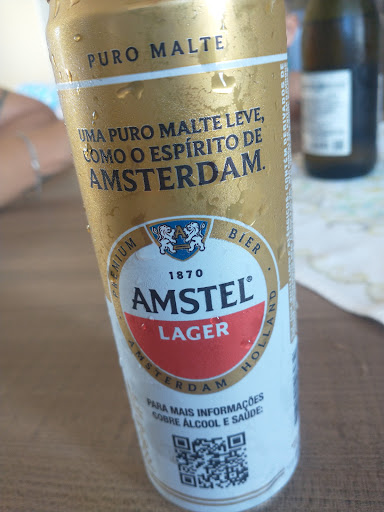 PURO MALTE
UMA PURO MALTE LEVE,
COMO O ESPÍRITO DE
AMSTERDAM.
PREMIUM BIER
1870
AMSTEL®
LAGER
AMSTERDAM HOLLAND
PARA MAIS INFORMAÇÕES
SOBRE ÁLCOOL E SAÚDE: